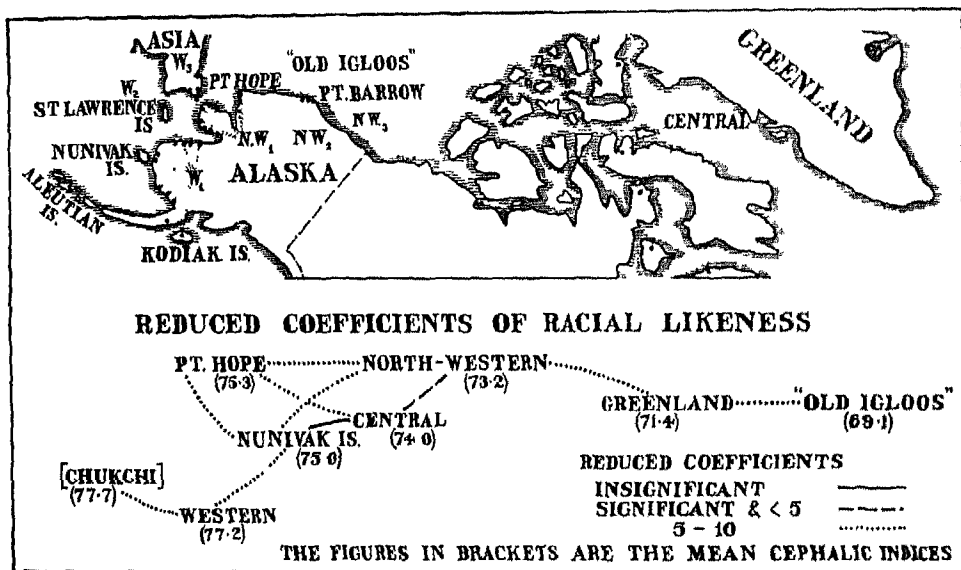 ASIA
W₃
PT HOPE
"OLD IGLOOS"
PT. BARROW
GREENLAND
W₂
ST LAWRENCE
IS
N.W₁
NW₂
NW₃
CENTRAL
NUNIVAK
IS.
W₁
ALASKA
ALEUTIAN
IS.
KODIAK IS.
REDUCED COEFFICIENTS OF RACIAL LIKENESS
PT. HOPE
(75·3)
NORTH-WESTERN
(73·2)
GREENLAND
(71·4)
"OLD IGLOOS"
(69·1)
CENTRAL
(74·0)
NUNIVAK IS.
(75·0)
[CHUKCHI]
(77·7)
WESTERN
(77·2)
REDUCED COEFFICIENTS
INSIGNIFICANT
SIGNIFICANT & < 5
5 - 10
THE FIGURES IN BRACKETS ARE THE MEAN CEPHALIC INDICES